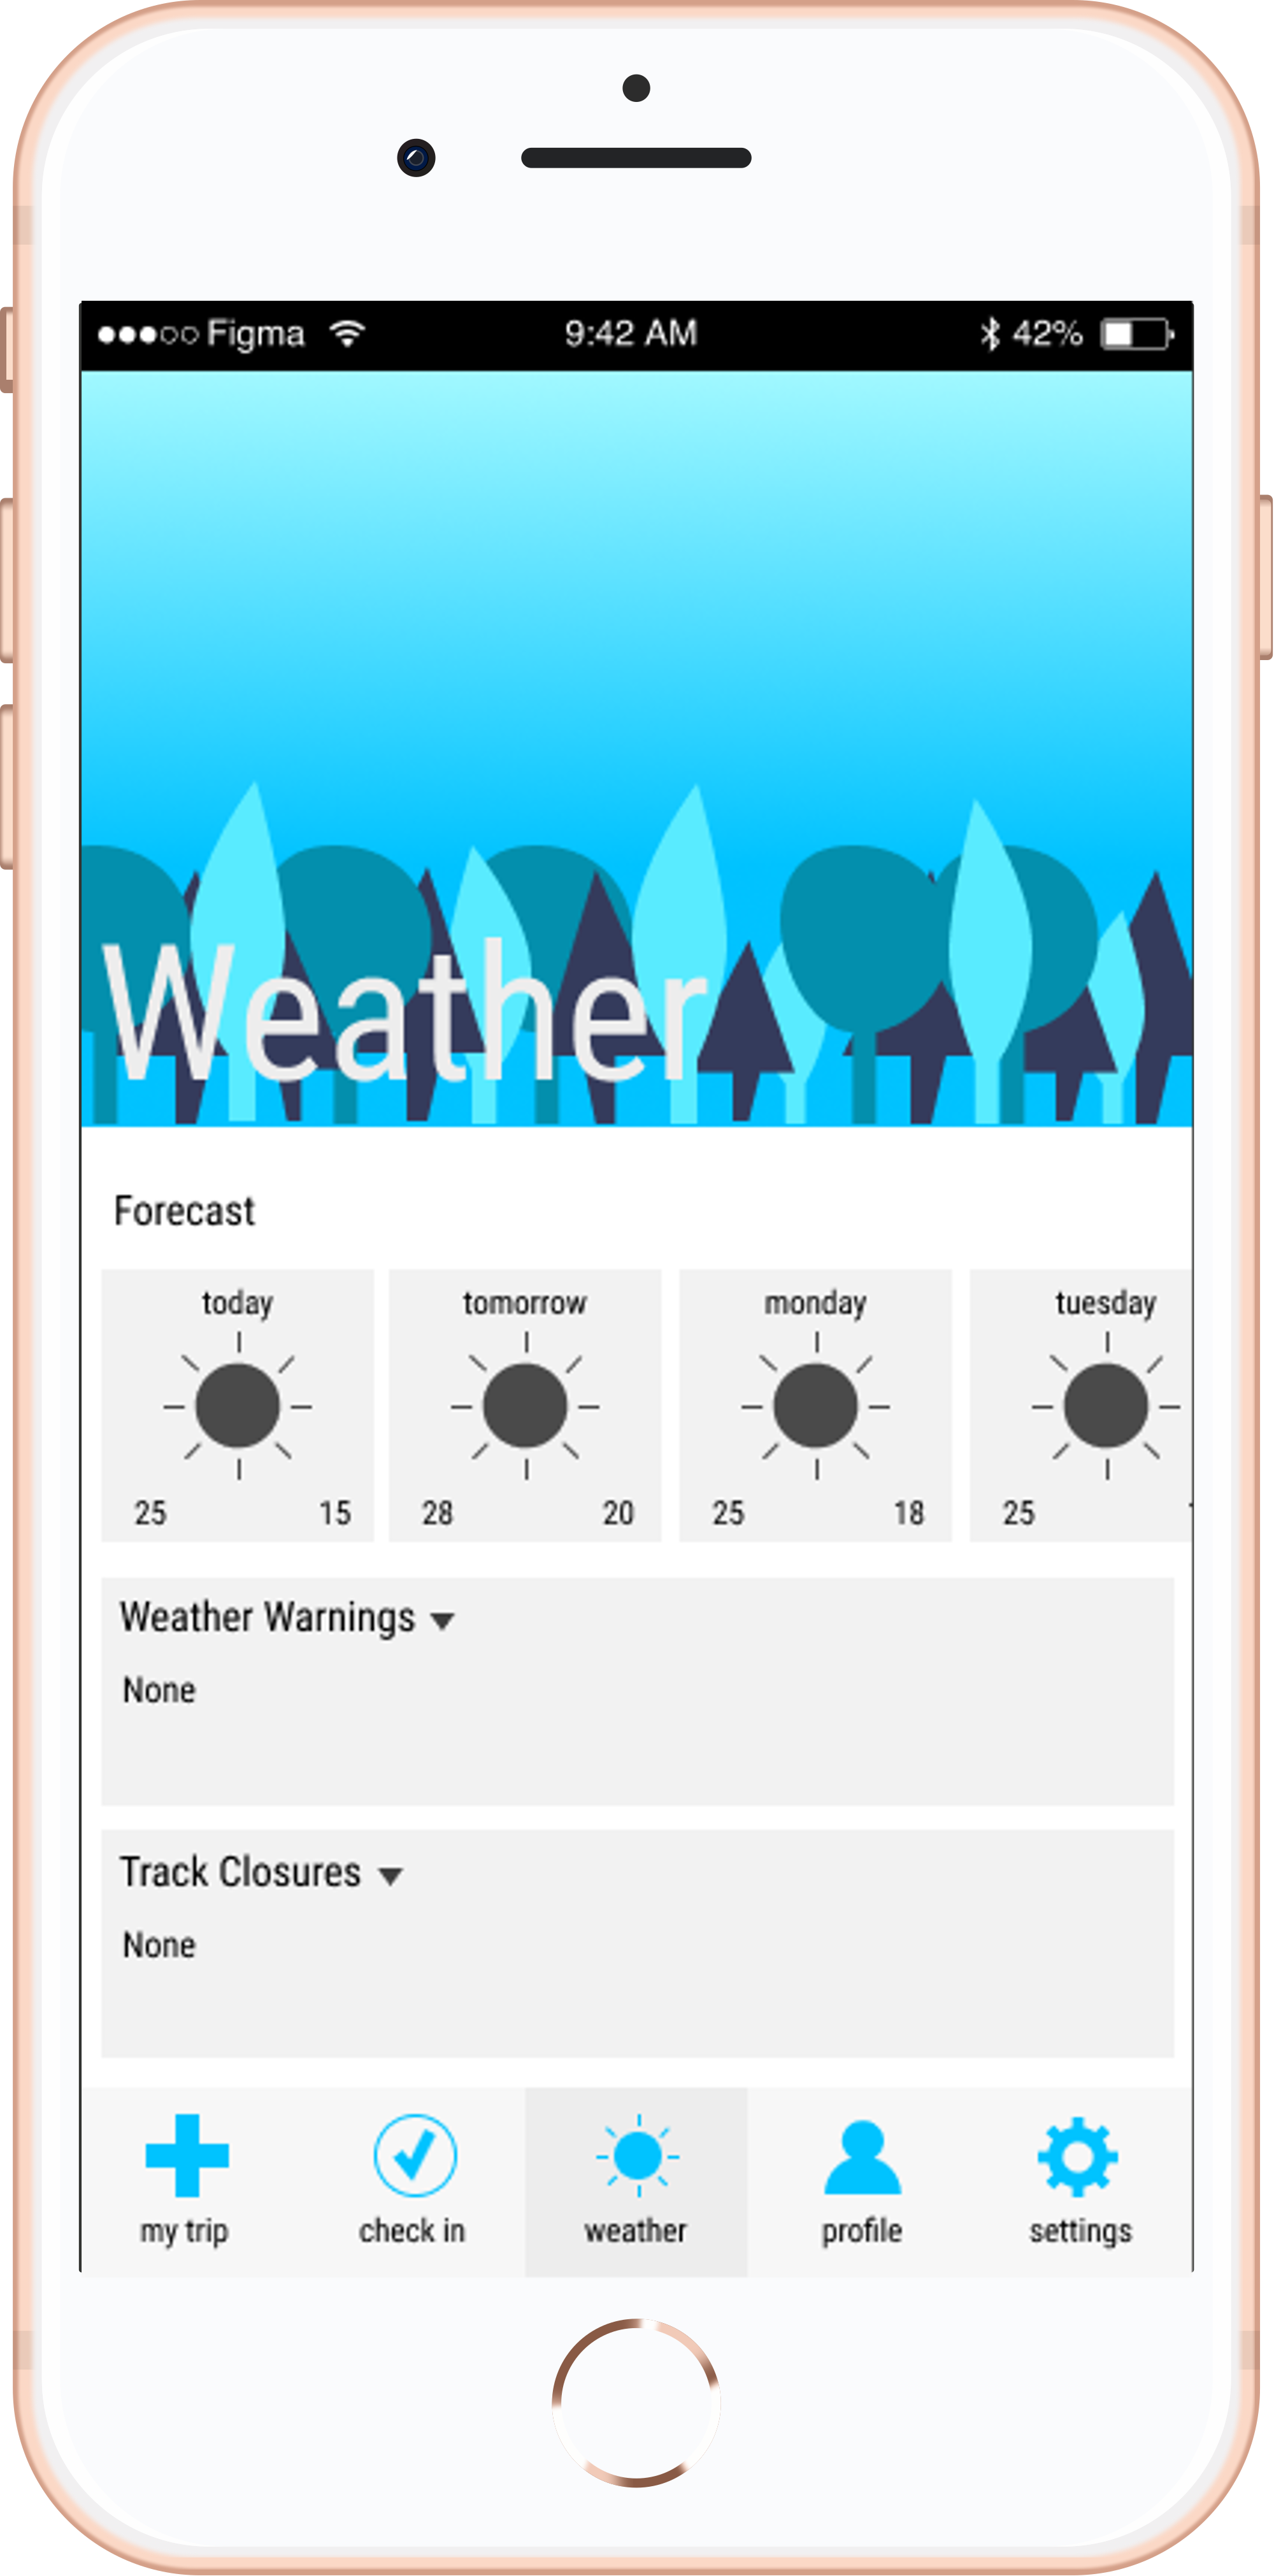 Figma 9:42 AM 42%
Weather
Forecast
today tomorrow monday tuesday
25 15 28 20 25 18 25
Weather Warnings
None
Track Closures
None
my trip check in weather profile settings